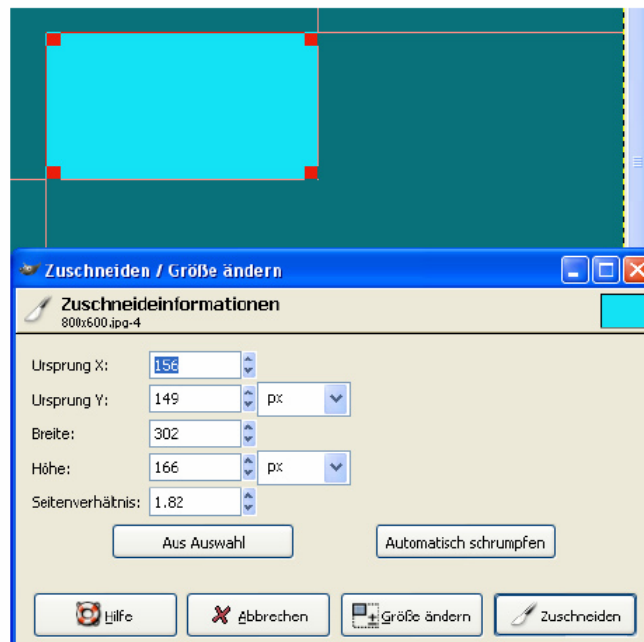 Zuschneiden / Größe ändern
Zuschneideinformationen
800x600.jpg-4
Ursprung X: 156
Ursprung Y: 149 px
Breite: 302
Höhe: 166 px
Seitenverhältnis: 1.82
Aus Auswahl Automatisch schrumpfen
Hilfe Abbrechen Größe ändern Zuschneiden